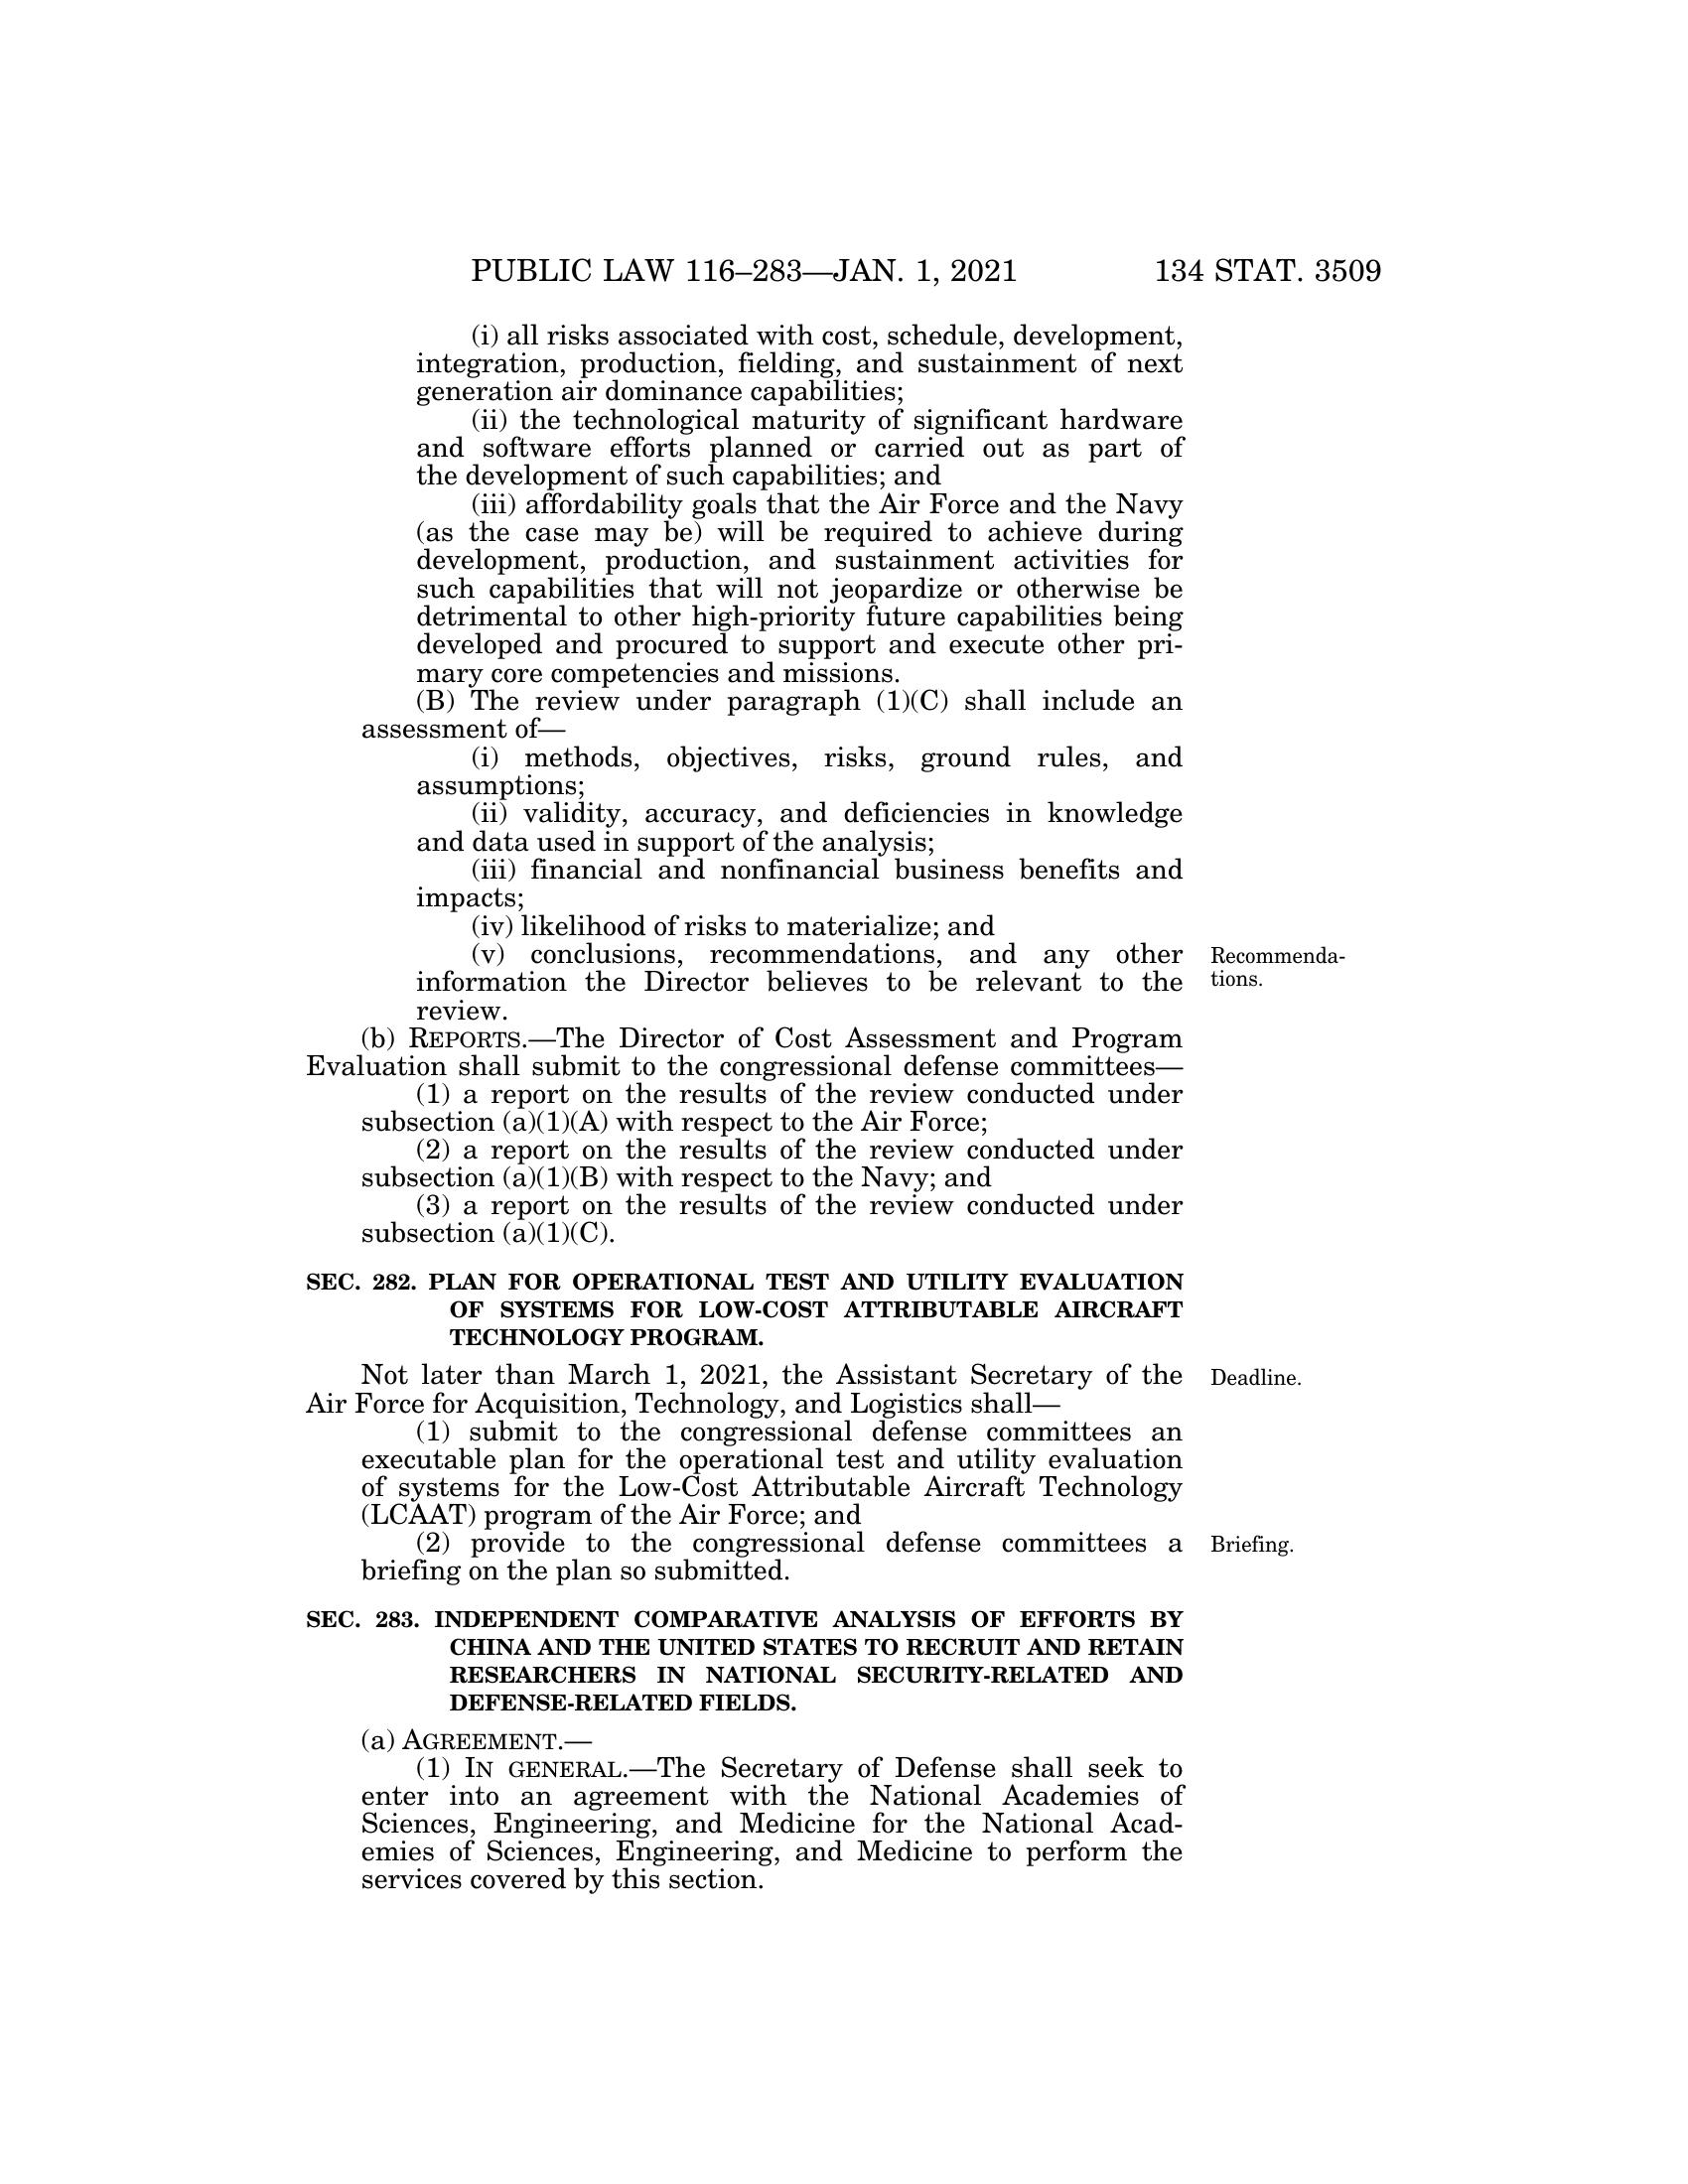 PUBLIC LAW 116–283—JAN. 1, 2021 134 STAT. 3509
(i) all risks associated with cost, schedule, development,
integration, production, fielding, and sustainment of next
generation air dominance capabilities;
(ii) the technological maturity of significant hardware
and software efforts planned or carried out as part of
the development of such capabilities; and
(iii) affordability goals that the Air Force and the Navy
(as the case may be) will be required to achieve during
development, production, and sustainment activities for
such capabilities that will not jeopardize or otherwise be
detrimental to other high-priority future capabilities being
developed and procured to support and execute other pri-
mary core competencies and missions.
(B) The review under paragraph (1)(C) shall include an
assessment of—
(i) methods, objectives, risks, ground rules, and
assumptions;
(ii) validity, accuracy, and deficiencies in knowledge
and data used in support of the analysis;
(iii) financial and nonfinancial business benefits and
impacts;
(iv) likelihood of risks to materialize; and
(v) conclusions, recommendations, and any other
information the Director believes to be relevant to the
review.
Recommenda-
tions.
(b) REPORTS.—The Director of Cost Assessment and Program
Evaluation shall submit to the congressional defense committees—
(1) a report on the results of the review conducted under
subsection (a)(1)(A) with respect to the Air Force;
(2) a report on the results of the review conducted under
subsection (a)(1)(B) with respect to the Navy; and
(3) a report on the results of the review conducted under
subsection (a)(1)(C).
SEC. 282. PLAN FOR OPERATIONAL TEST AND UTILITY EVALUATION
OF SYSTEMS FOR LOW-COST ATTRIBUTABLE AIRCRAFT
TECHNOLOGY PROGRAM.
Not later than March 1, 2021, the Assistant Secretary of the
Air Force for Acquisition, Technology, and Logistics shall—
Deadline.
(1) submit to the congressional defense committees an
executable plan for the operational test and utility evaluation
of systems for the Low-Cost Attributable Aircraft Technology
(LCAAT) program of the Air Force; and
(2) provide to the congressional defense committees a
briefing on the plan so submitted.
Briefing.
SEC. 283. INDEPENDENT COMPARATIVE ANALYSIS OF EFFORTS BY
CHINA AND THE UNITED STATES TO RECRUIT AND RETAIN
RESEARCHERS IN NATIONAL SECURITY-RELATED AND
DEFENSE-RELATED FIELDS.
(a) AGREEMENT.—
(1) IN GENERAL.—The Secretary of Defense shall seek to
enter into an agreement with the National Academies of
Sciences, Engineering, and Medicine for the National Acad-
emies of Sciences, Engineering, and Medicine to perform the
services covered by this section.